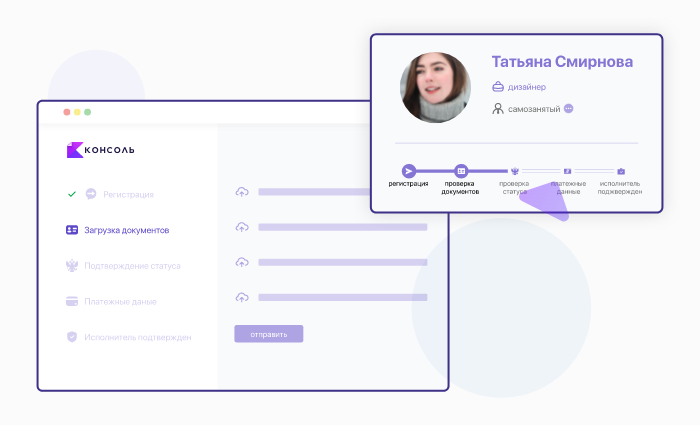 Татьяна Смирнова
дизайнер
самозанятый
регистрация
проверка
документов
проверка
статуса
платежные
данные
исполнитель
подтвержден
КОНСОЛЬ
Регистрация
Загрузка документов
Подтверждение статуса
Платежные даные
Исполнитель подтвержден
отправить